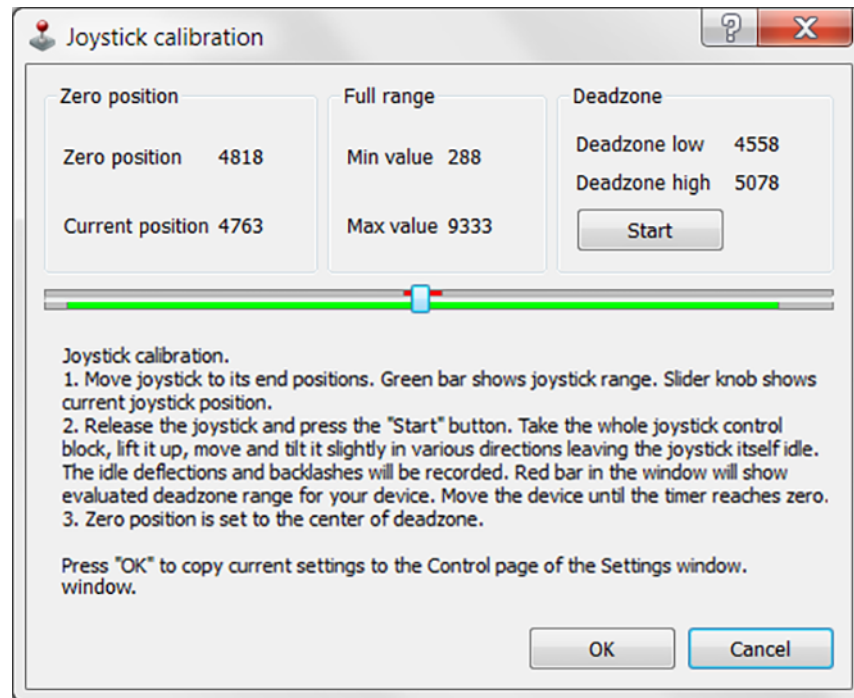 Joystick calibration
Zero position
Full range
Deadzone
Zero position 4818
Min value 288
Deadzone low 4558
Deadzone high 5078
Current position 4763
Max value 9333
Start
Joystick calibration.
1. Move joystick to its end positions. Green bar shows joystick range. Slider knob shows
current joystick position.
2. Release the joystick and press the "Start" button. Take the whole joystick control
block, lift it up, move and tilt it slightly in various directions leaving the joystick itself idle.
The idle deflections and backlashes will be recorded. Red bar in the window will show
evaluated deadzone range for your device. Move the device until the timer reaches zero.
3. Zero position is set to the center of deadzone.
Press "OK" to copy current settings to the Control page of the Settings window.
window.
OK
Cancel